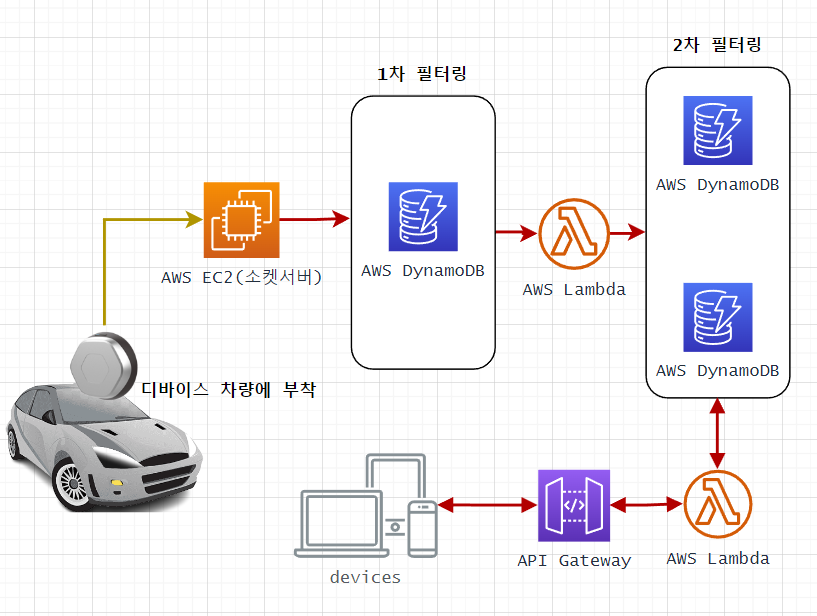 2차 필터링
1차 필터링
AWS DynamoDB
AWS EC2(소켓서버)
AWS DynamoDB
AWS Lambda
AWS DynamoDB
디바이스 차량에 부착
devices
API Gateway
AWS Lambda